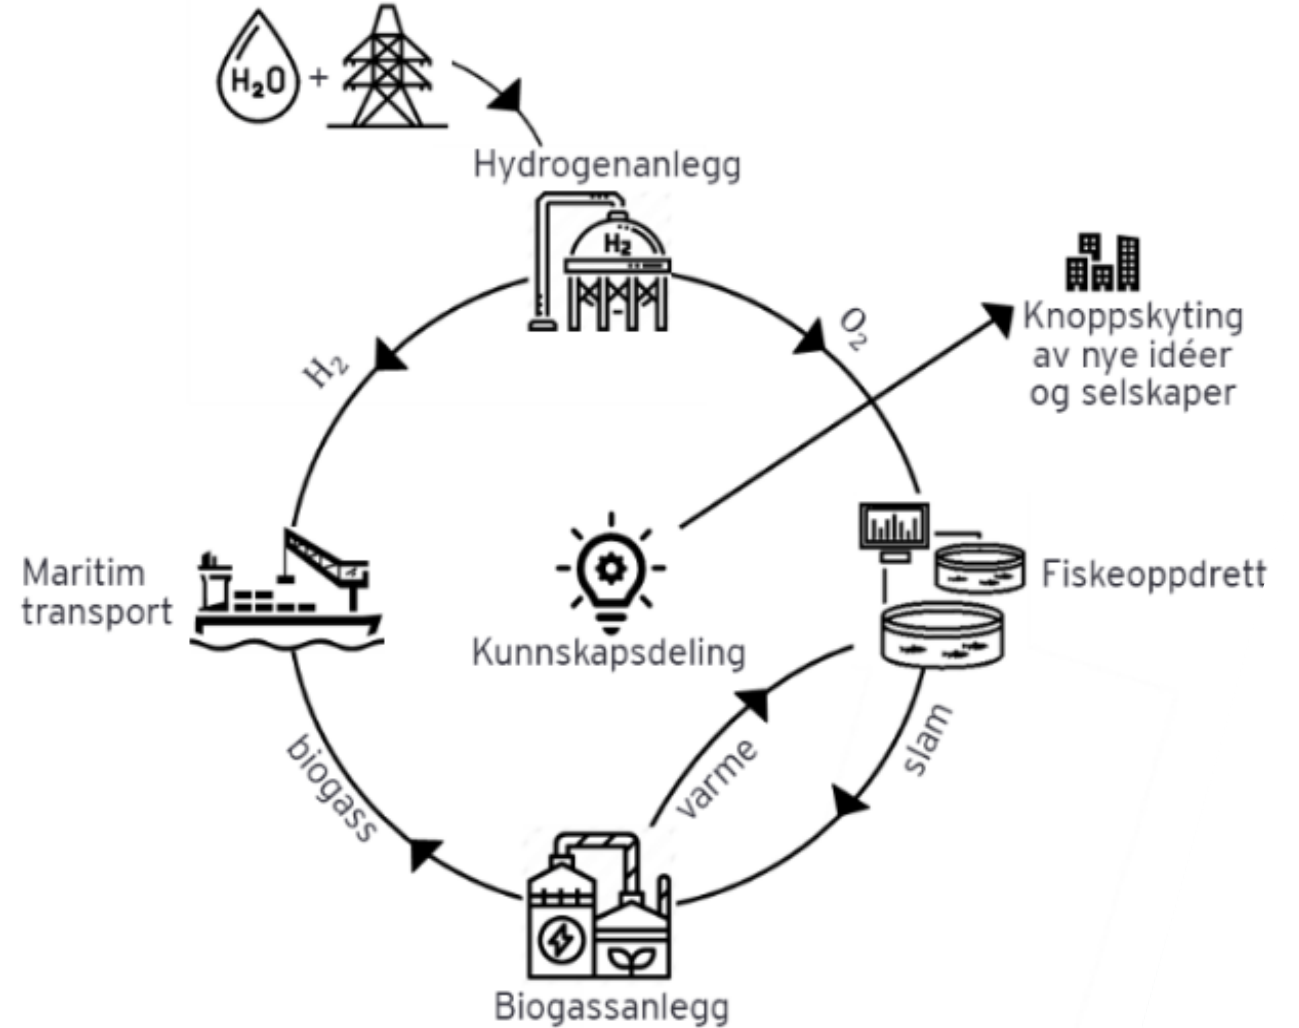 H₂O +
Hydrogenanlegg
H₂
O₂
H₂
Knoppskyting
av nye idéer
og selskaper
Maritim
transport
Kunnskapsdeling
Fiskeoppdrett
biogass
varme
slam
Biogassanlegg